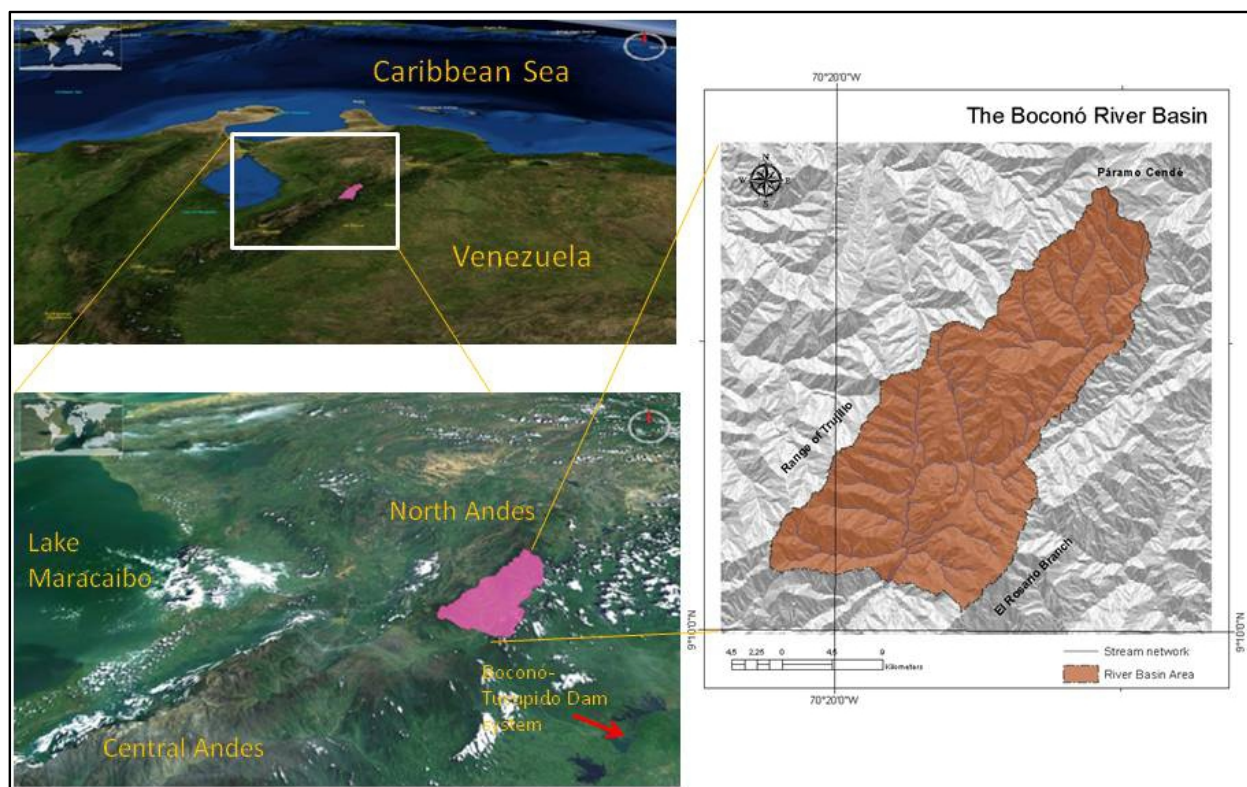 Caribbean Sea
Venezuela
Lake
Maracaibo
North Andes
Central Andes
Boconó-
Tucupido Dam
system
70°20'0"W
The Boconó River Basin
N
W
E
S
Páramo Cendé
Range of Trujillo
El Rosario Branch
9°10'0"N
9°10'0"N
4,5 2,25 0 4,5 9
Kilometers
Stream network
River Basin Area
70°20'0"W